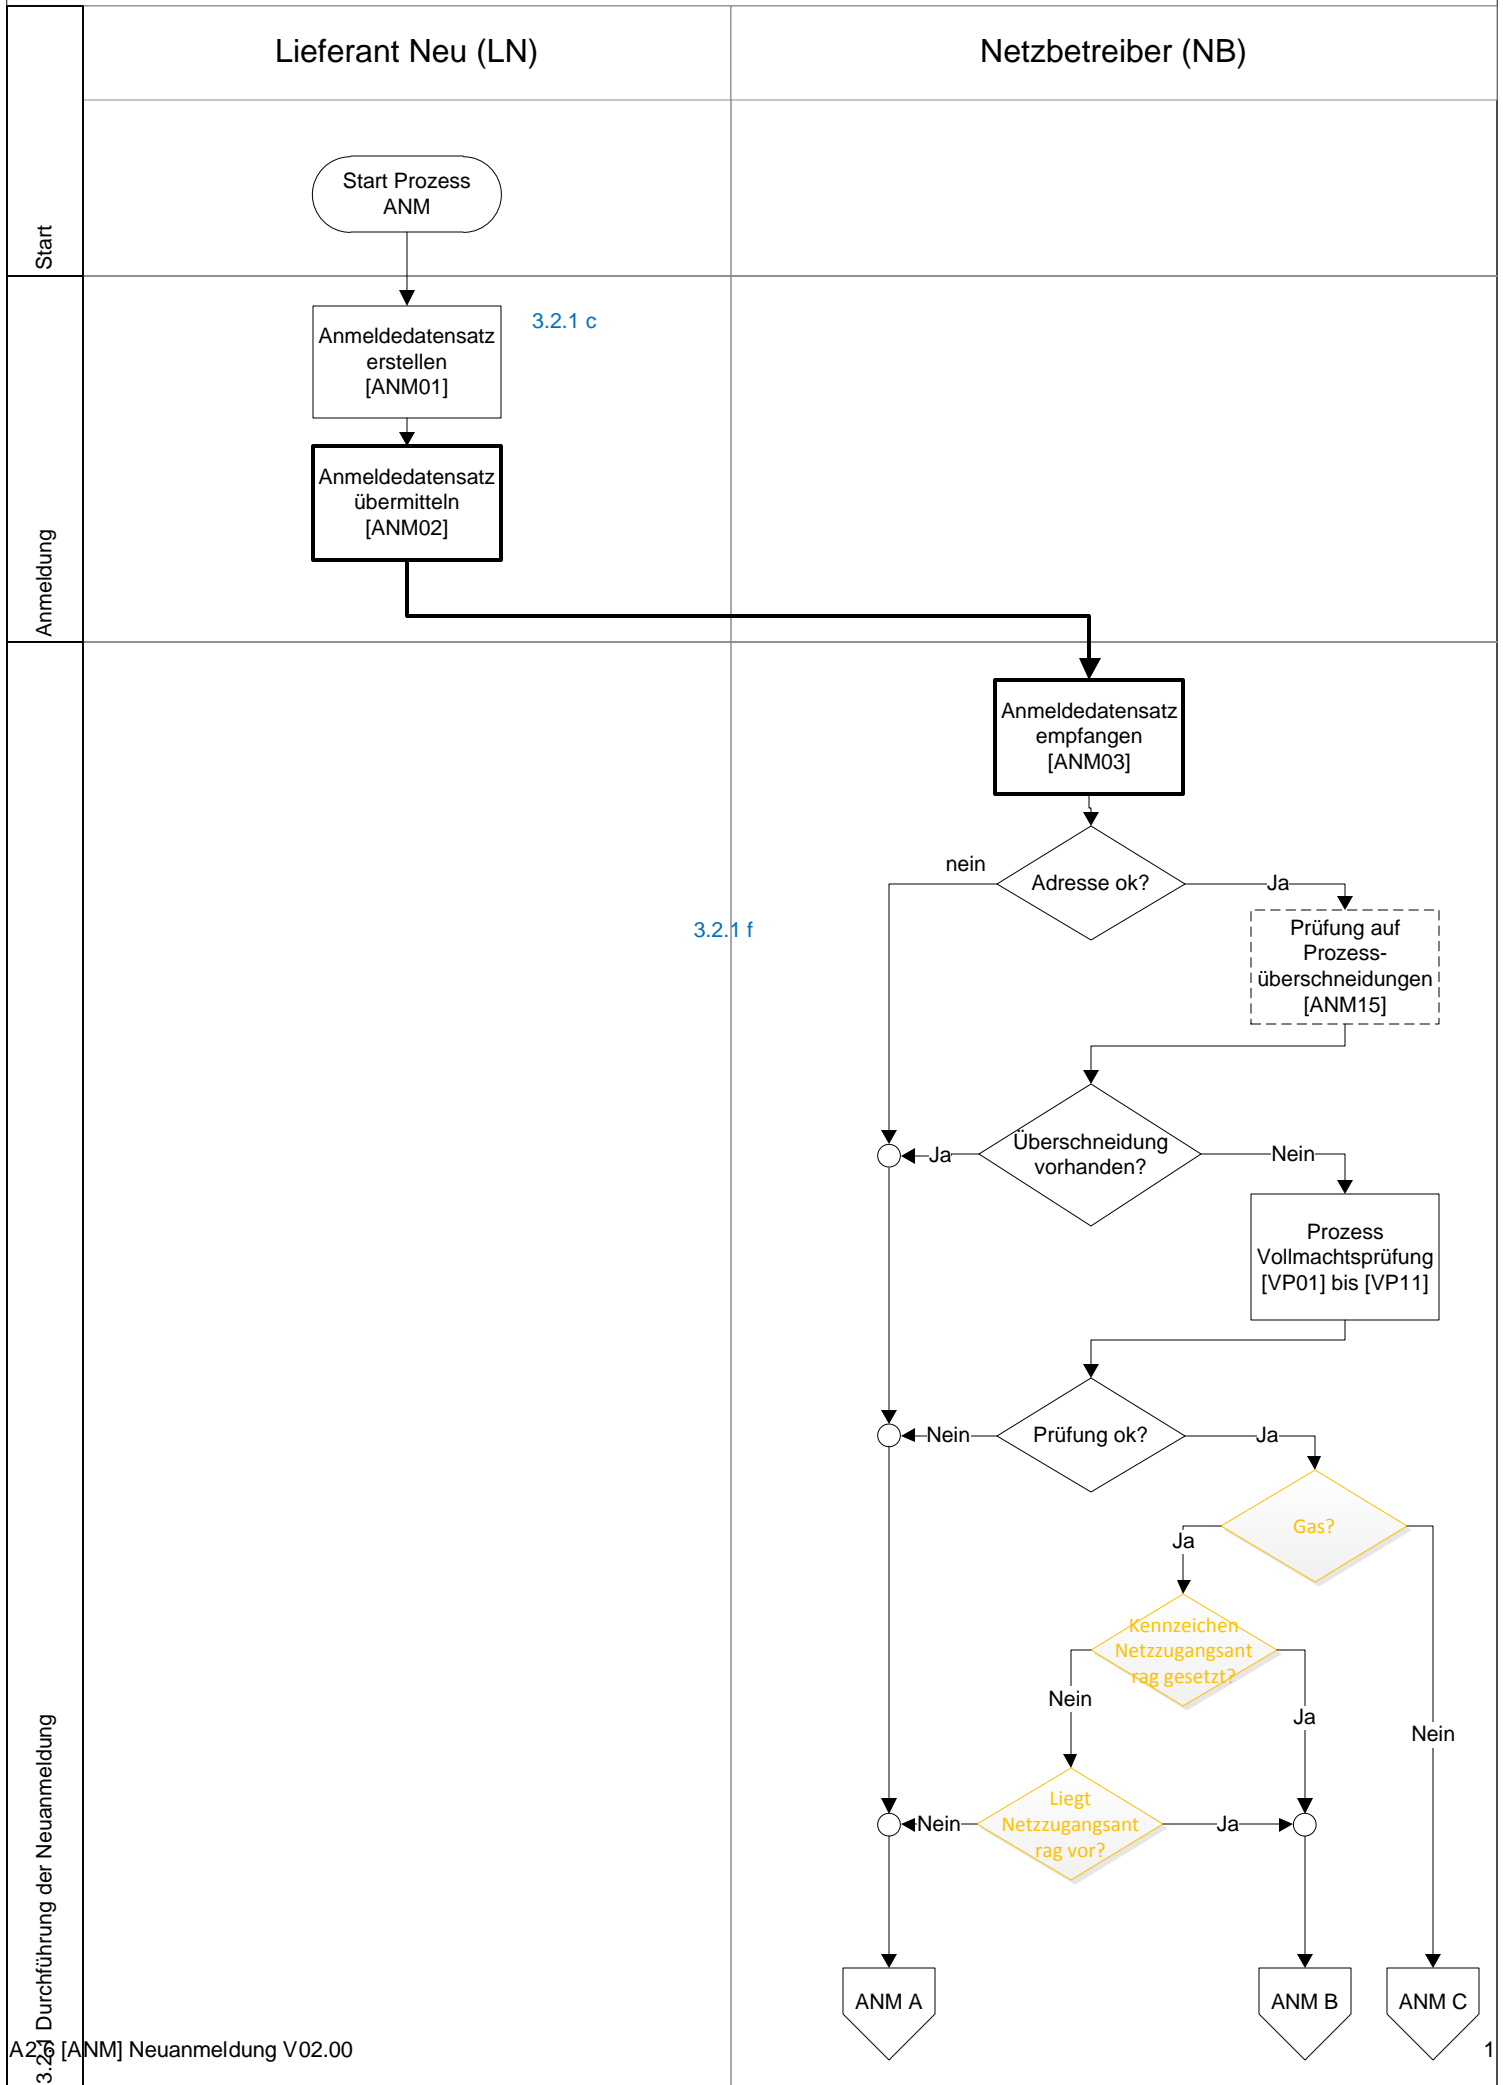 Lieferant Neu (LN)
Netzbetreiber (NB)
Start
Start Prozess
ANM
Anmeldung
Anmeldedatensatz
erstellen
[ANM01]
3.2.1 c
Anmeldedatensatz
übermitteln
[ANM02]
3.2.1 Durchführung der Neuanmeldung
Anmeldedatensatz
empfangen
[ANM03]
nein
Adresse ok?
Ja
3.2.1 f
Prüfung auf
Prozess-
überschneidungen
[ANM15]
Ja
Überschneidung
vorhanden?
Nein
Prozess
Vollmachtsprüfung
[VP01] bis [VP11]
Nein
Prüfung ok?
Ja
Gas?
Ja
Kennzeichen
Netzzugangsant
rag gesetzt?
Nein
Ja
Nein
Liegt
Netzzugangsant
rag vor?
Nein
Ja
ANM A
ANM B
ANM C
A2.6 [ANM] Neuanmeldung V02.00
1